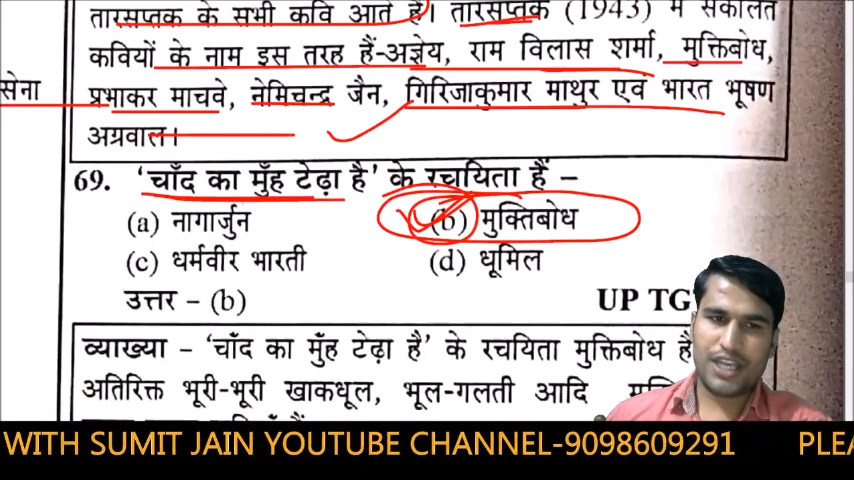 तारसप्तक के सभी कवि आते हैं। तारसप्तक (1943) में संकलित
कवियों के नाम इस तरह हैं-अज्ञेय, राम विलास शर्मा, मुक्तिबोध,
सेना
प्रभाकर माचवे, नेमिचन्द्र जैन, गिरिजाकुमार माथुर एवं भारत भूषण
अग्रवाल।
69. 'चाँद का मुँह टेढ़ा है' के रचयिता हैं –
(a) नागार्जुन (b) मुक्तिबोध
(c) धर्मवीर भारती (d) धूमिल
उत्तर – (b) UP TG
व्याख्या – 'चाँद का मुँह टेढ़ा है' के रचयिता मुक्तिबोध हैं
अतिरिक्त भूरी-भूरी खाकधूल, भूल-गलती आदि
WITH SUMIT JAIN YOUTUBE CHANNEL-9098609291 PLEA